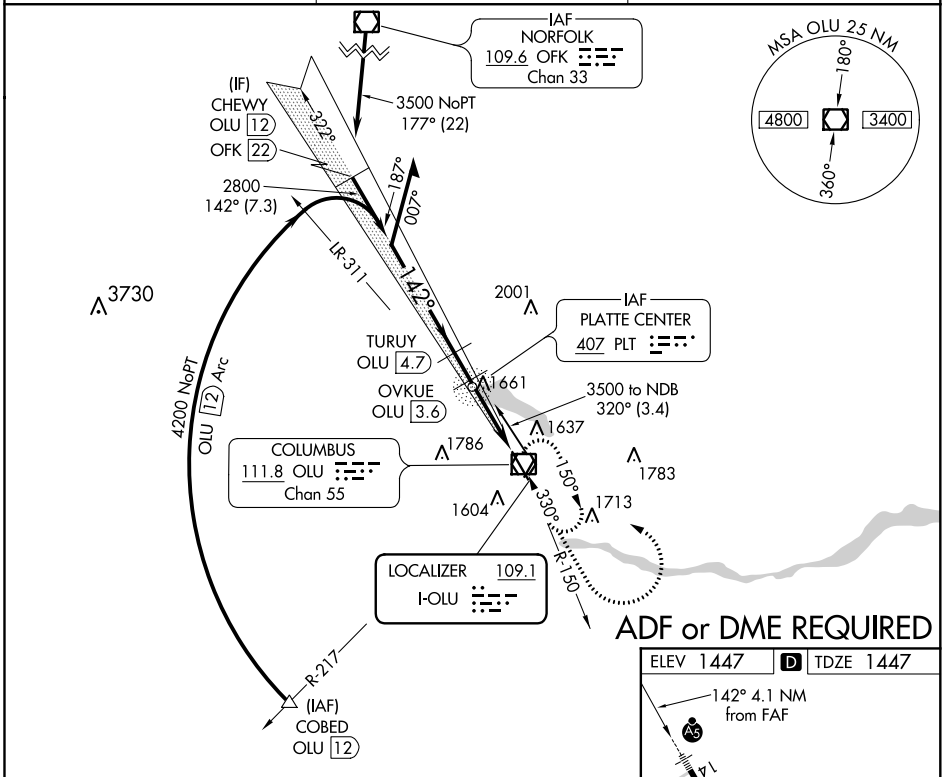 IAF
NORFOLK
109.6 OFK
Chan 33
MSA OLU 25 NM
180°
4800
3400
360°
(IF)
CHEWY
OLU 12
OFK 22
3500 NoPT
177° (22)
322°
2800
142° (7.3)
187°
007°
LR-311
142°
3730
2001
IAF
PLATTE CENTER
407 PLT
TURUY
OLU 4.7
OVKUE
OLU 3.6
1661
3500 to NDB
320° (3.4)
4200 NoPT
OLU 12 Arc
1637
1786
COLUMBUS
111.8 OLU
Chan 55
1783
150°
1604
330°
1713
R-150
LOCALIZER 109.1
I-OLU
ADF or DME REQUIRED
R-217
(IAF)
COBED
OLU 12
ELEV 1447 D TDZE 1447
142° 4.1 NM
from FAF
A5
14